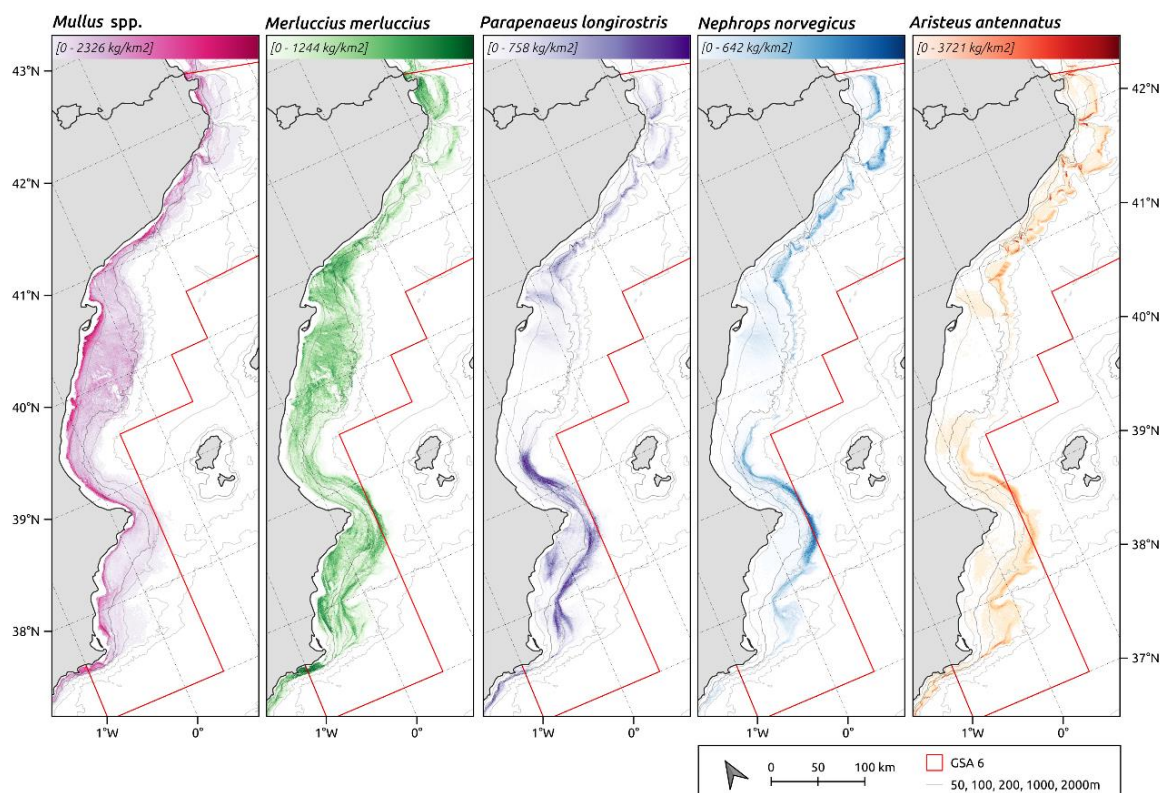 Mullus spp.
Merluccius merluccius
Parapenaeus longirostris
Nephrops norvegicus
Aristeus antennatus
[0 - 2326 kg/km2]
[0 - 1244 kg/km2]
[0 - 758 kg/km2]
[0 - 642 kg/km2]
[0 - 3721 kg/km2]
43°N
42°N
41°N
40°N
39°N
38°N
42°N
41°N
40°N
39°N
38°N
37°N
1°W
0°
1°W
0°
1°W
0°
1°W
0°
1°W
0°
0
50
100 km
GSA 6
50, 100, 200, 1000, 2000m